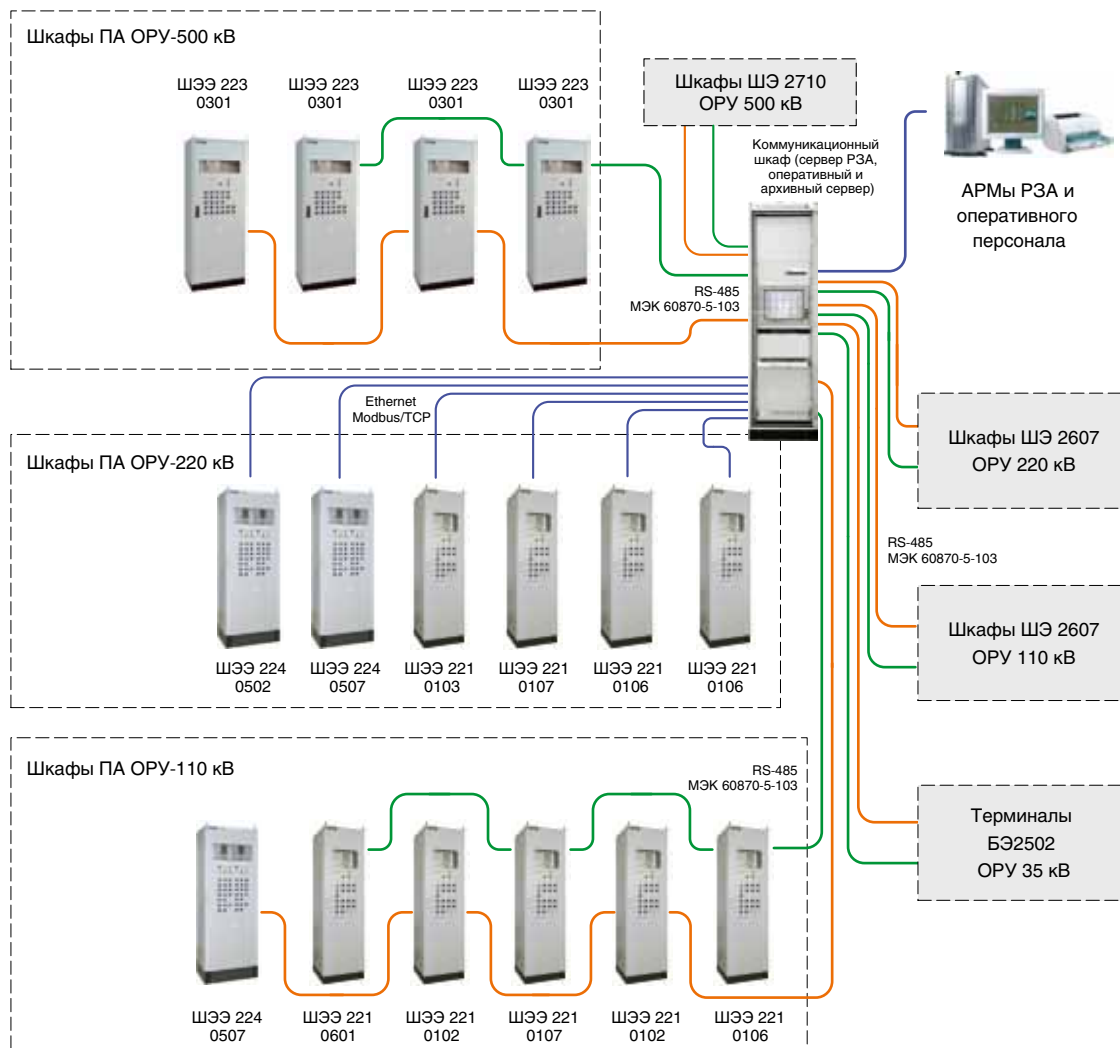 Шкафы ПА ОРУ-500 кВ
ШЭЭ 223
0301
ШЭЭ 223
0301
ШЭЭ 223
0301
ШЭЭ 223
0301
Шкафы ШЭ 2710
ОРУ 500 кВ
Коммуникационный
шкаф (сервер РЗА,
оперативный и
архивный сервер)
АРМы РЗА и
оперативного
персонала
RS-485
МЭК 60870-5-103
Ethernet
Modbus/TCP
Шкафы ПА ОРУ-220 кВ
ШЭЭ 224
0502
ШЭЭ 224
0507
ШЭЭ 221
0103
ШЭЭ 221
0107
ШЭЭ 221
0106
ШЭЭ 221
0106
Шкафы ШЭ 2607
ОРУ 220 кВ
RS-485
МЭК 60870-5-103
Шкафы ШЭ 2607
ОРУ 110 кВ
Шкафы ПА ОРУ-110 кВ
RS-485
МЭК 60870-5-103
Терминалы
БЭ2502
ОРУ 35 кВ
ШЭЭ 224
0507
ШЭЭ 221
0601
ШЭЭ 221
0102
ШЭЭ 221
0107
ШЭЭ 221
0102
ШЭЭ 221
0106